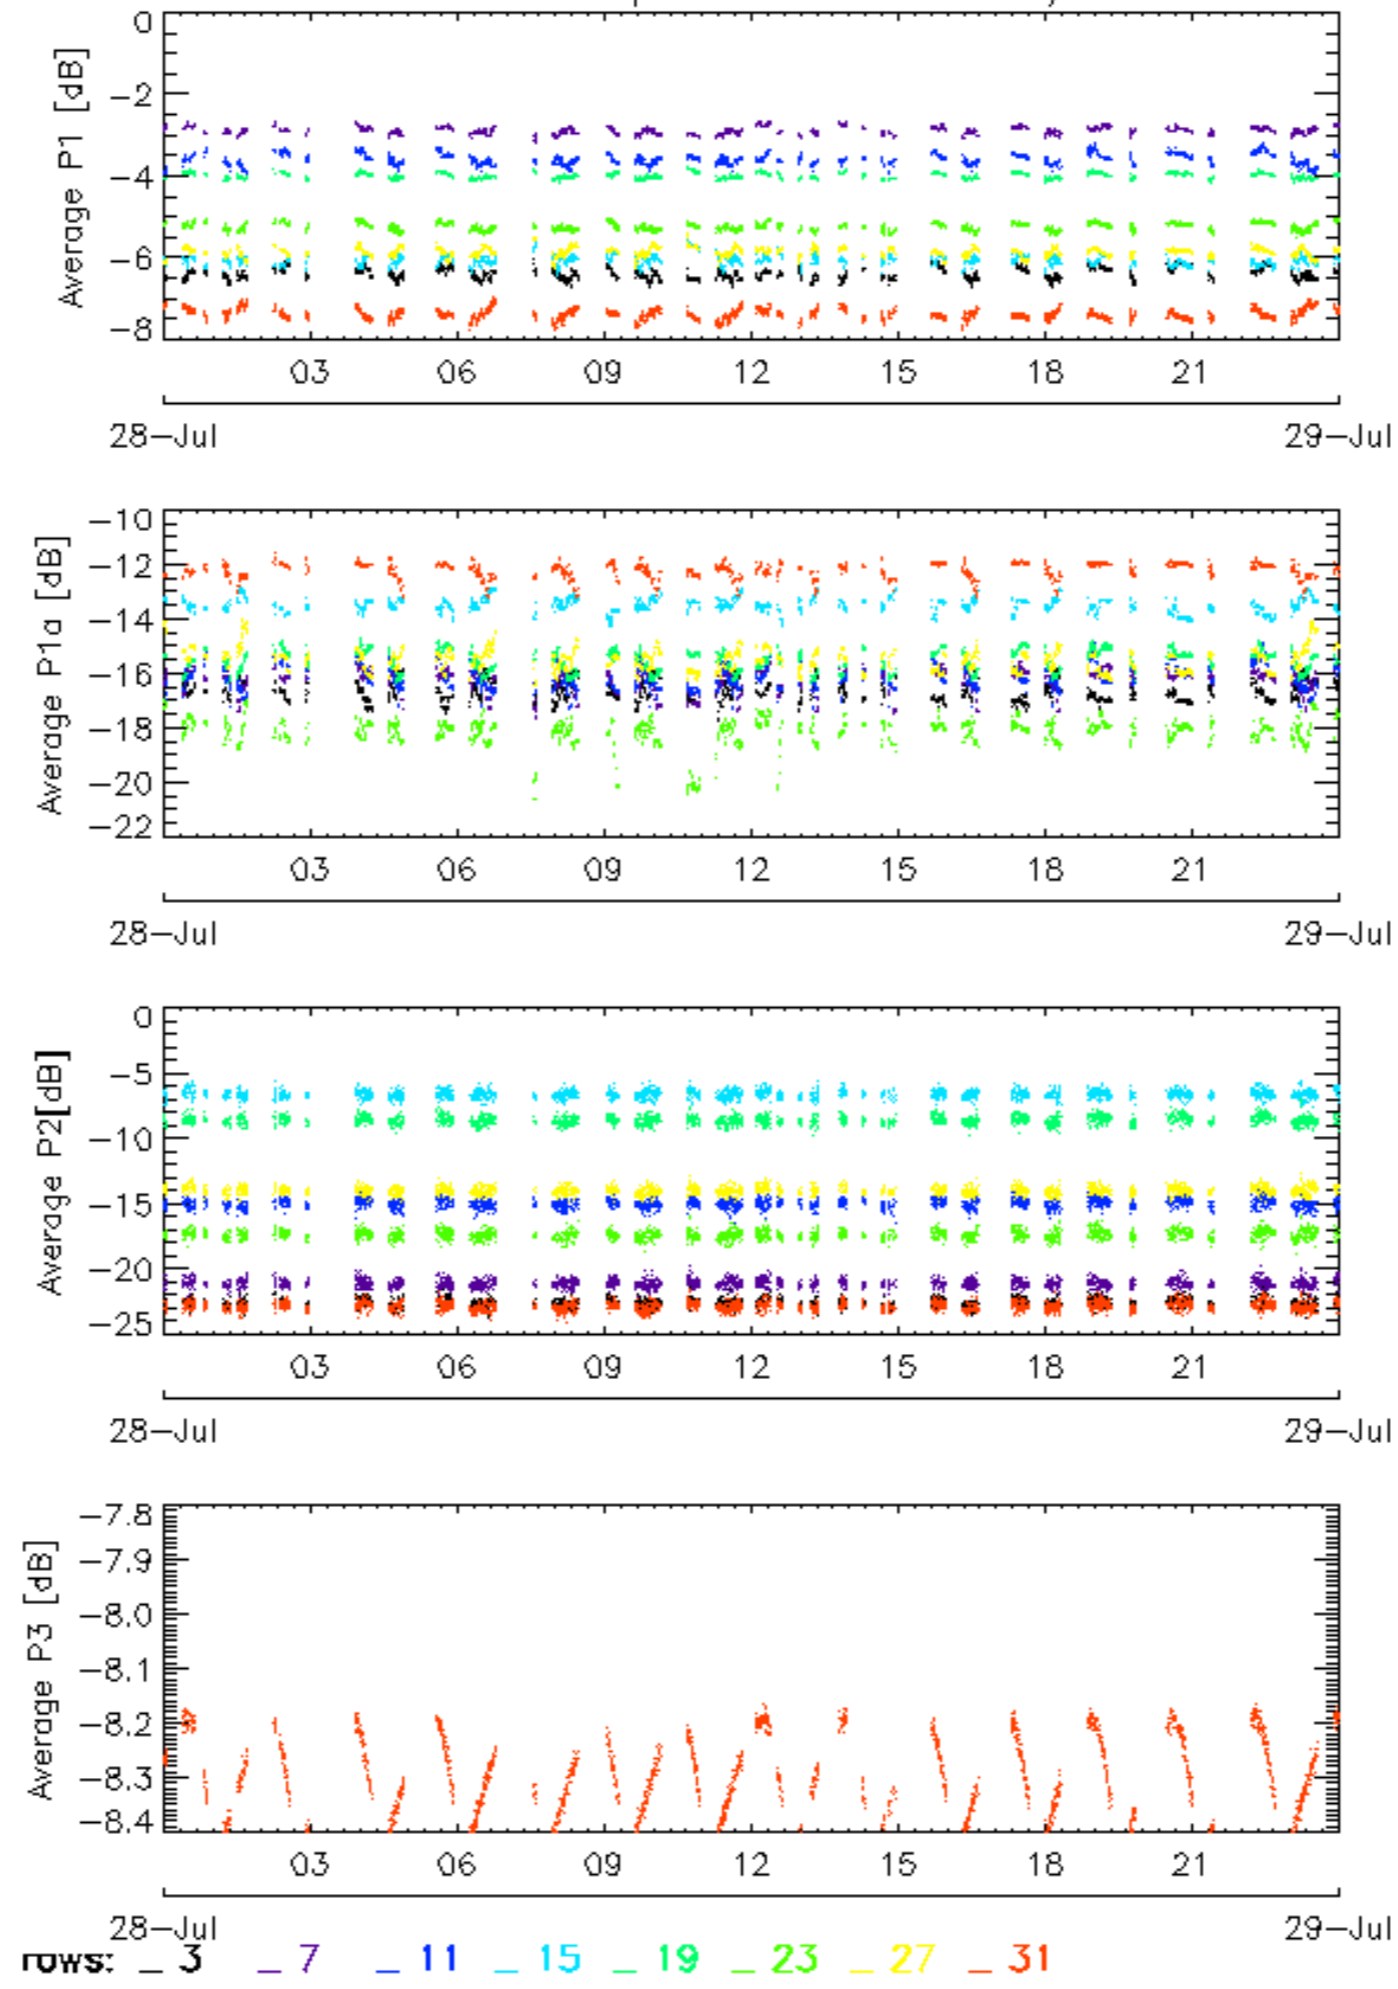 Average P1 [dB]
0
−2
−4
−6
−8
03 06 09 12 15 18 21
28−Jul 29−Jul
Average P1a [dB]
−10
−12
−14
−16
−18
−20
−22
03 06 09 12 15 18 21
28−Jul 29−Jul
Average P2[dB]
0
−5
−10
−15
−20
−25
03 06 09 12 15 18 21
28−Jul 29−Jul
Average P3 [dB]
−7.8
−7.9
−8.0
−8.1
−8.2
−8.3
−8.4
03 06 09 12 15 18 21
28−Jul 29−Jul
rows: _ 3 _ 7 _ 11 _ 15 _ 19 _ 23 _ 27 _ 31